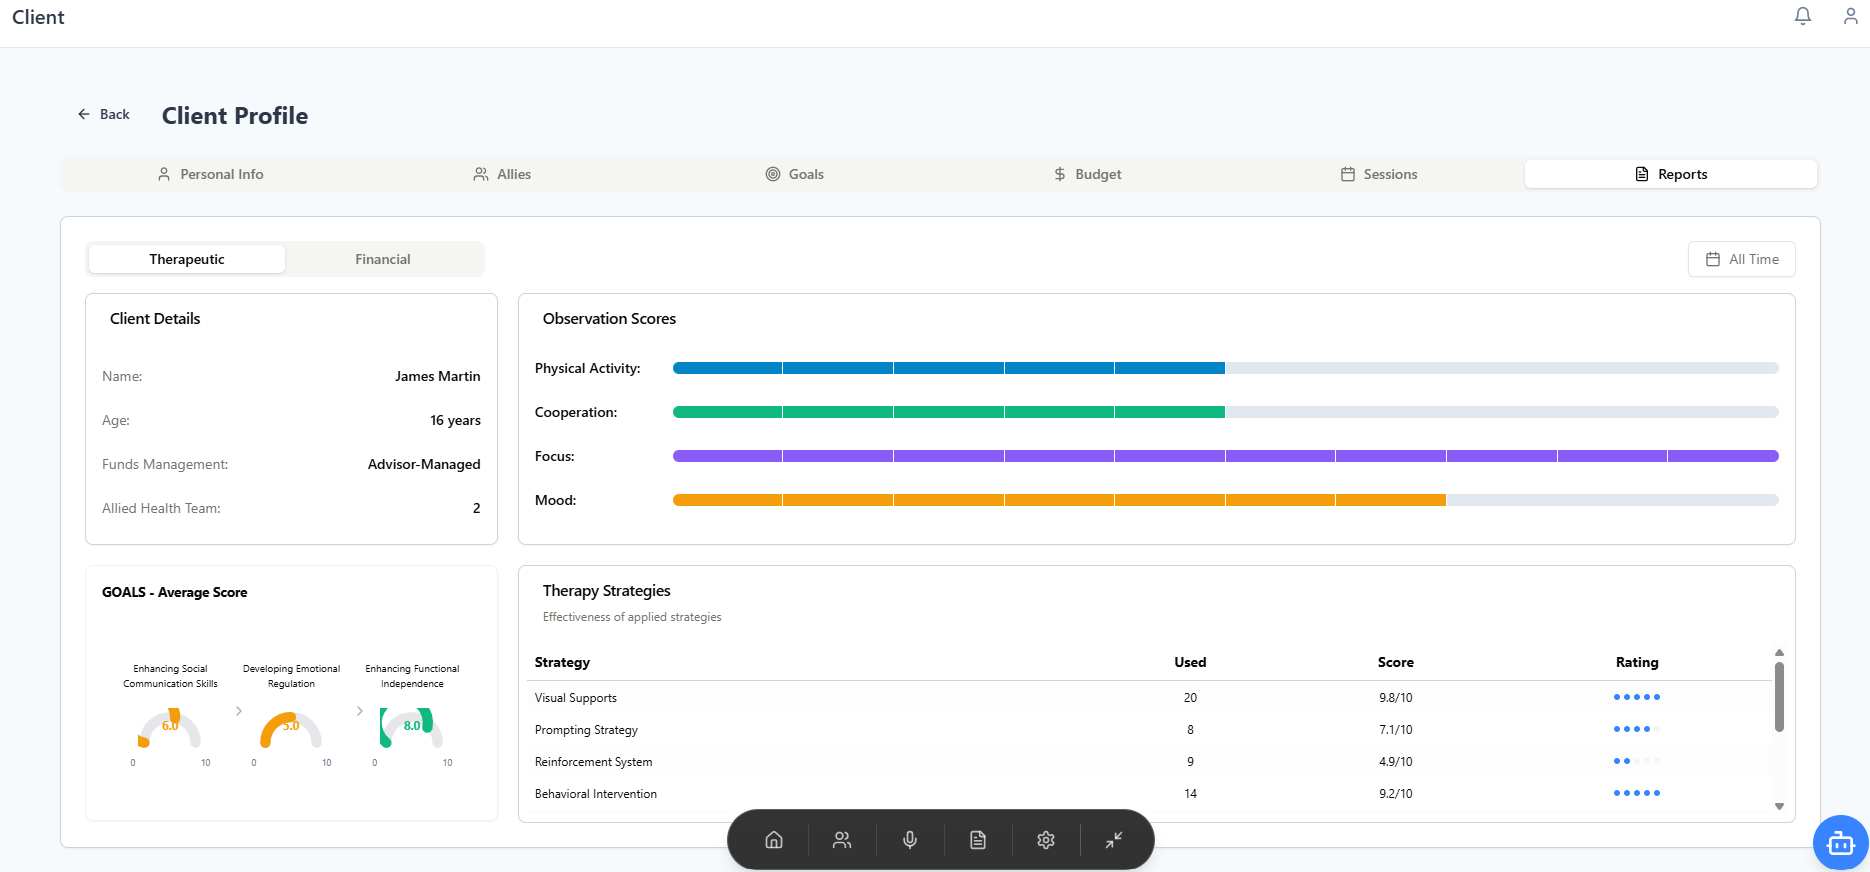 Client
Back
Client Profile
Personal Info
Allies
Goals
Budget
Sessions
Reports
Therapeutic
Financial
All Time
Client Details
Name:
James Martin
Age:
16 years
Funds Management:
Advisor-Managed
Allied Health Team:
2
Observation Scores
Physical Activity:
Cooperation:
Focus:
Mood:
GOALS - Average Score
Enhancing Social
Communication Skills
6.0
0
10
Developing Emotional
Regulation
5.0
0
10
Enhancing Functional
Independence
8.0
0
10
Therapy Strategies
Effectiveness of applied strategies
Strategy Used Score Rating
Visual Supports 20 9.8/10
Prompting Strategy 8 7.1/10
Reinforcement System 9 4.9/10
Behavioral Intervention 14 9.2/10